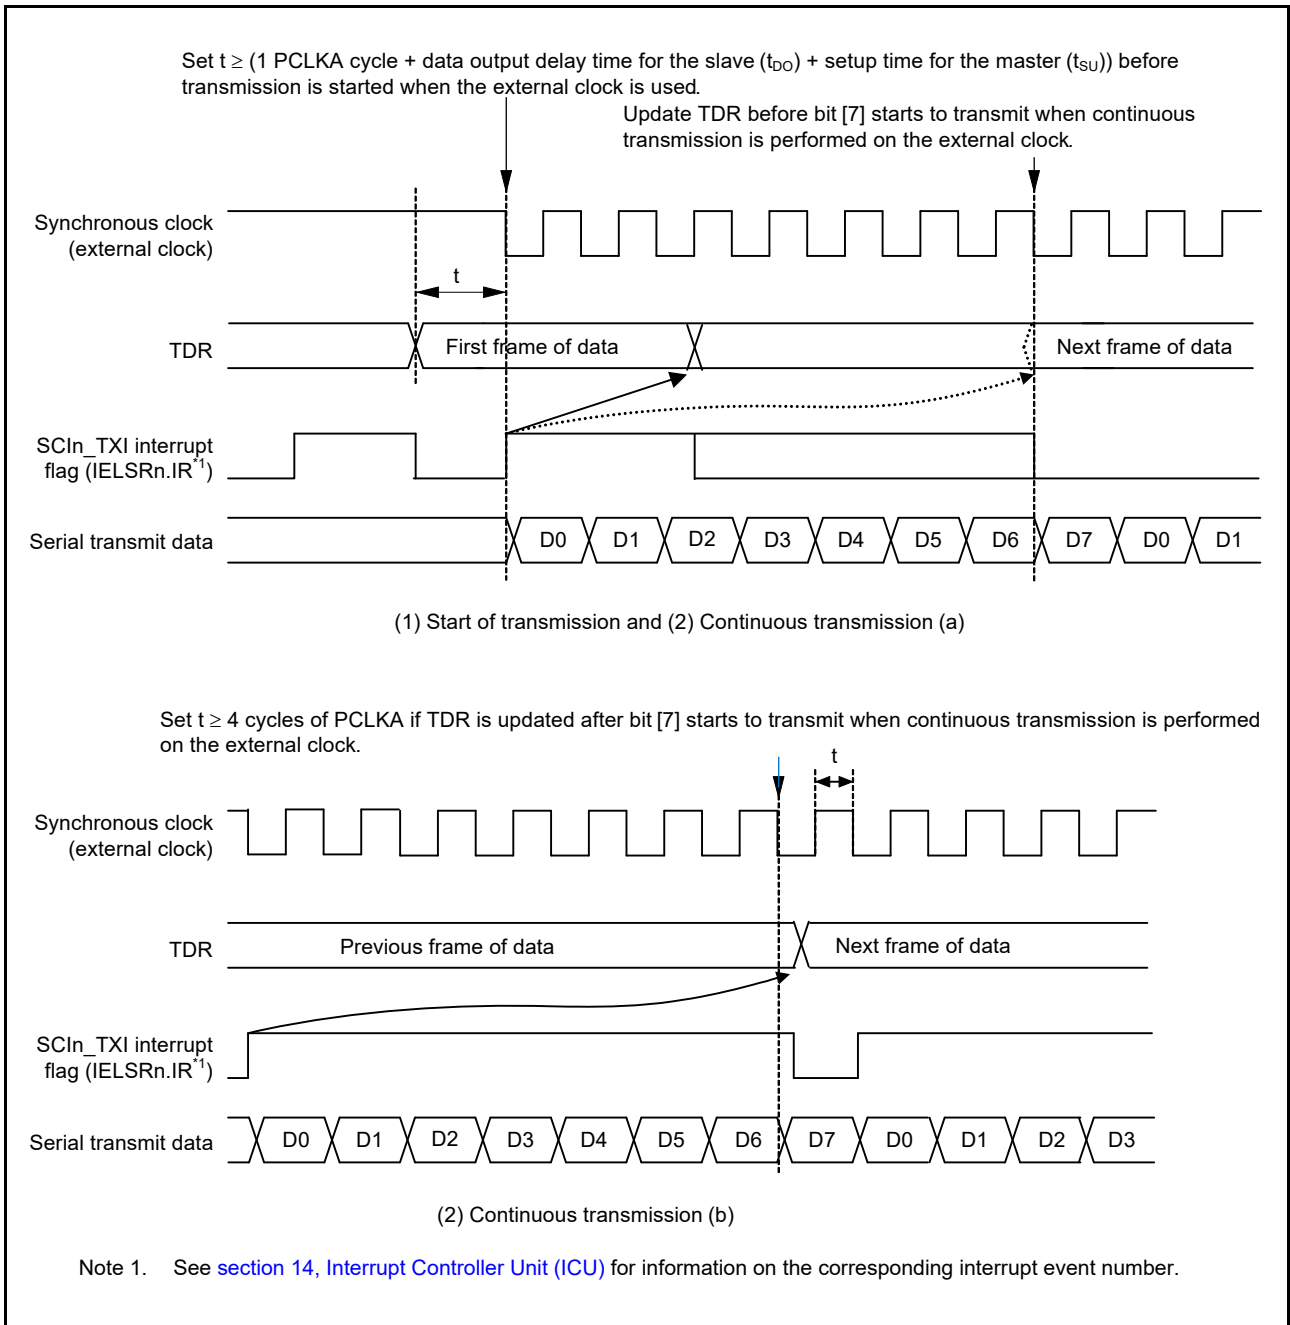 Set t ≥ (1 PCLKA cycle + data output delay time for the slave (tDO) + setup time for the master (tSU)) before
transmission is started when the external clock is used.
Update TDR before bit [7] starts to transmit when continuous
transmission is performed on the external clock.
Synchronous clock
(external clock)
t
TDR
First frame of data
Next frame of data
SCIn_TXI interrupt
flag (IELSRn.IR*1)
Serial transmit data
D0 D1 D2 D3 D4 D5 D6 D7 D0 D1
(1) Start of transmission and (2) Continuous transmission (a)
Set t ≥ 4 cycles of PCLKA if TDR is updated after bit [7] starts to transmit when continuous transmission is performed
on the external clock.
t
Synchronous clock
(external clock)
TDR
Previous frame of data
Next frame of data
SCIn_TXI interrupt
flag (IELSRn.IR*1)
Serial transmit data
D0 D1 D2 D3 D4 D5 D6 D7 D0 D1 D2 D3
(2) Continuous transmission (b)
Note 1. See section 14, Interrupt Controller Unit (ICU) for information on the corresponding interrupt event number.